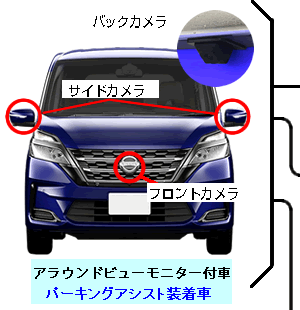 バックカメラ
サイドカメラ
フロントカメラ
アラウンドビューモニター付車
パーキングアシスト装着車